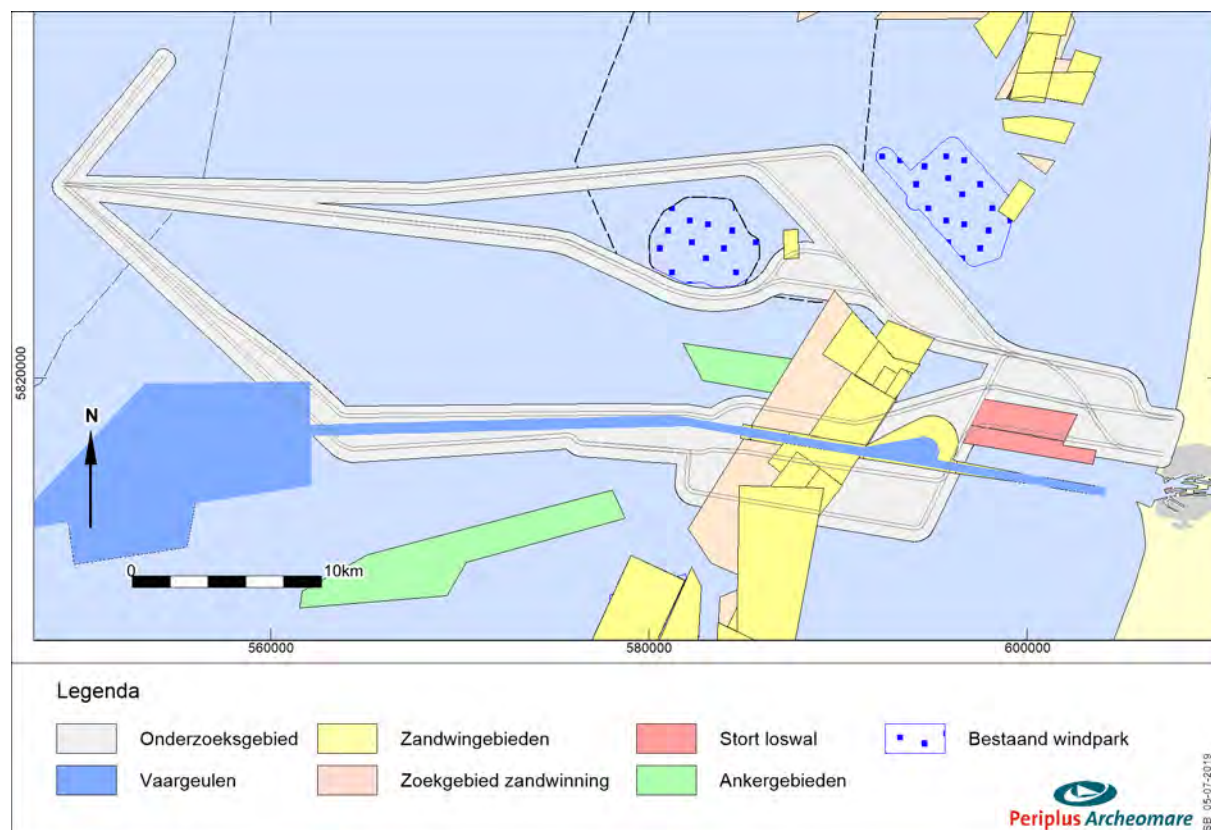 5820000
N
0 10km
560000 580000 600000
Legenda
Onderzoeksgebied Zandwingebieden Stort loswal Bestaand windpark
Vaargeulen Zoekgebied zandwinning Ankergebieden
Periplus Archeomare
SB 05-07-2019